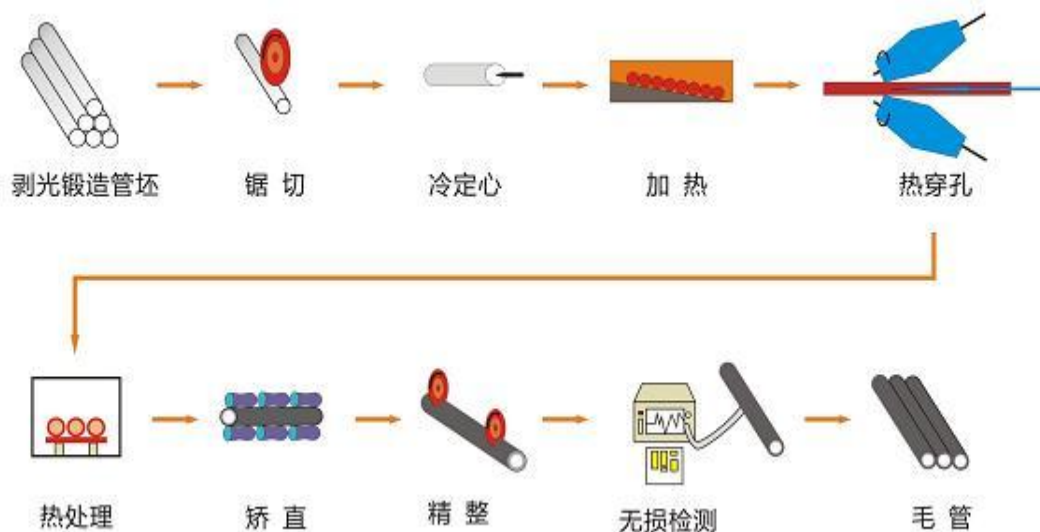 剥光锻造管坯
锯 切
冷定心
加 热
热穿孔
热处理
矫 直
精 整
无损检测
毛 管